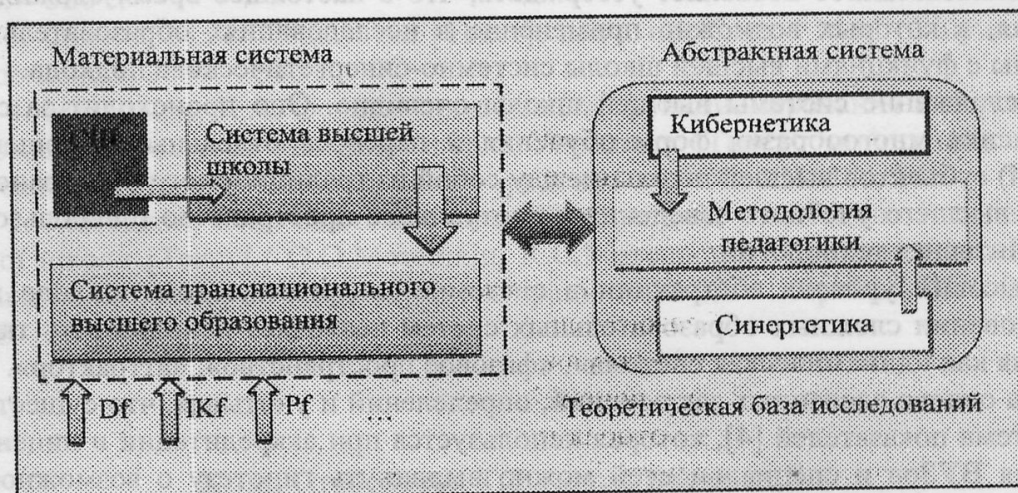 Материальная система
Абстрактная система
Система высшей
школы
Кибернетика
Методология
педагогики
Система транснационального
высшего образования
Синергетика
Df IKf Pf ...
Теоретическая база исследований